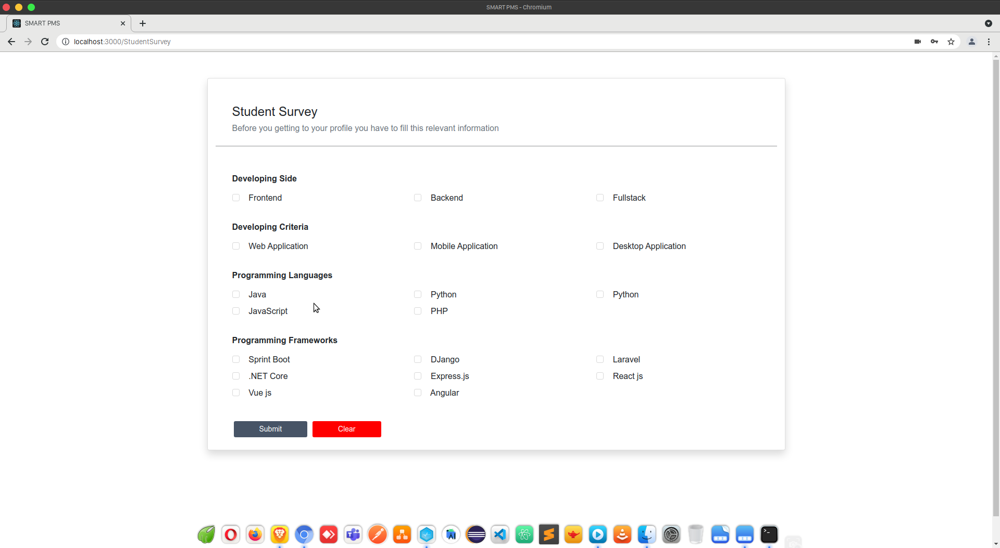 SMART PMS - Chromium
SMART PMS
localhost:3000/StudentSurvey
Student Survey
Before you getting to your profile you have to fill this relevant information
Developing Side
Frontend Backend Fullstack
Developing Criteria
Web Application Mobile Application Desktop Application
Programming Languages
Java Python Python
JavaScript PHP
Programming Frameworks
Sprint Boot DJango Laravel
.NET Core Express.js React js
Vue js Angular
Submit Clear